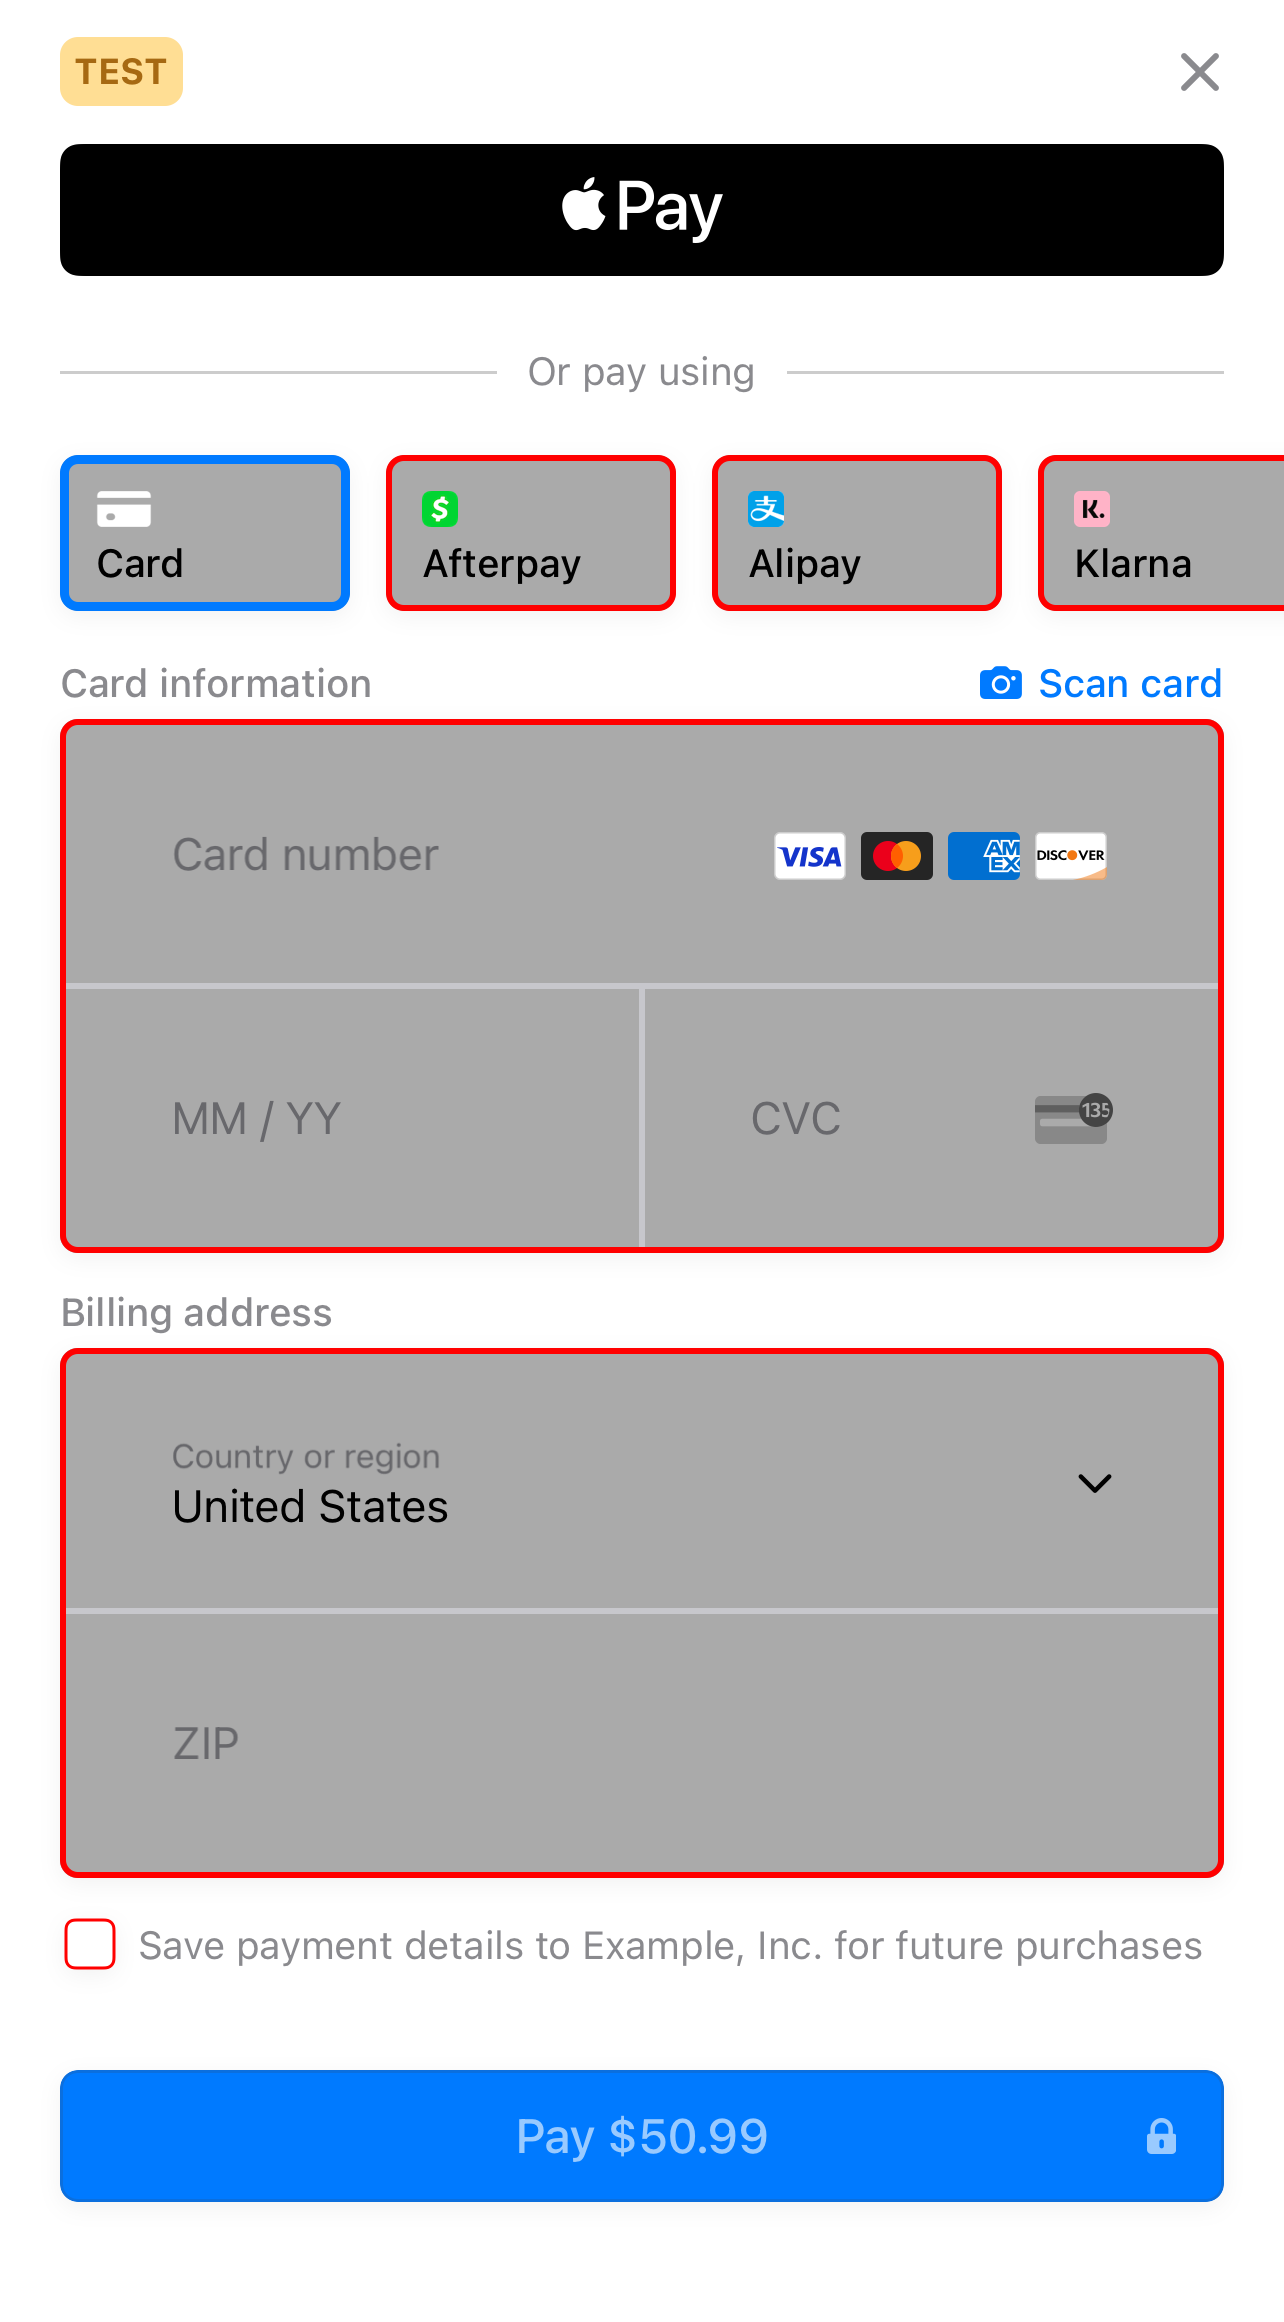 TEST
Pay
Or pay using
Card
Afterpay
Alipay
Klarna
Card information
Scan card
Card number
VISA
AM
EX
DISCOVER
MM / YY
CVC
135
Billing address
Country or region
United States
ZIP
Save payment details to Example, Inc. for future purchases
Pay $50.99